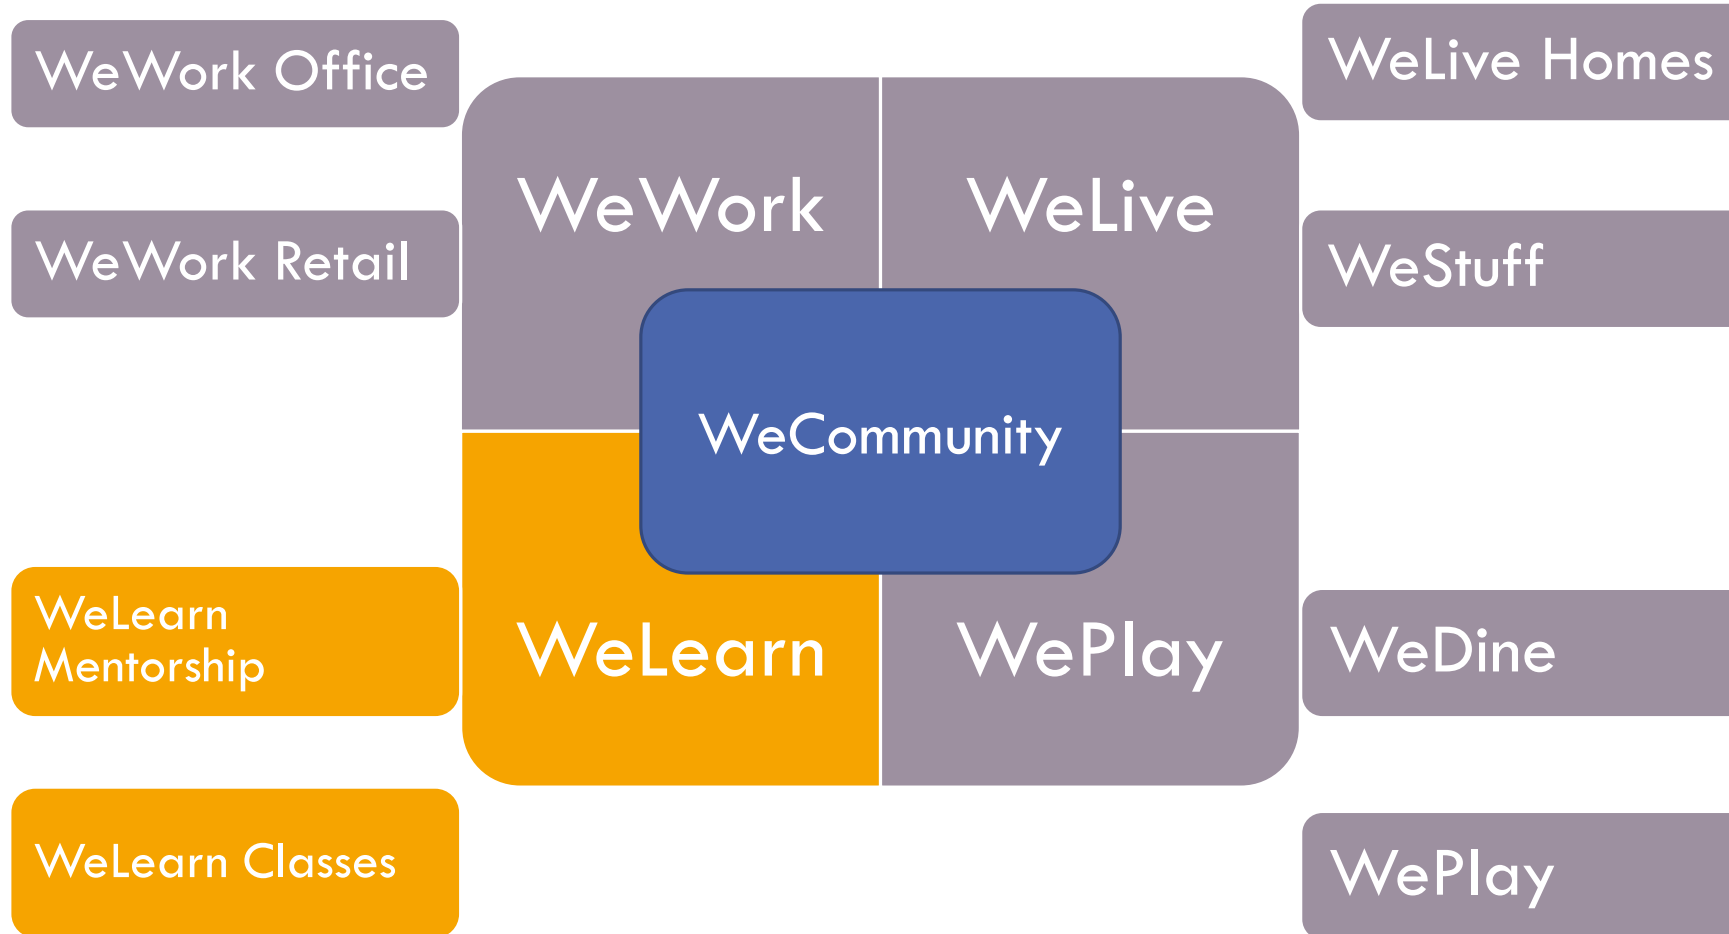 WeWork Office
WeWork Retail
WeLearn
Mentorship
WeLearn Classes
WeWork
WeLive
WeCommunity
WeLearn
WePlay
WeLive Homes
WeStuff
WeDine
WePlay